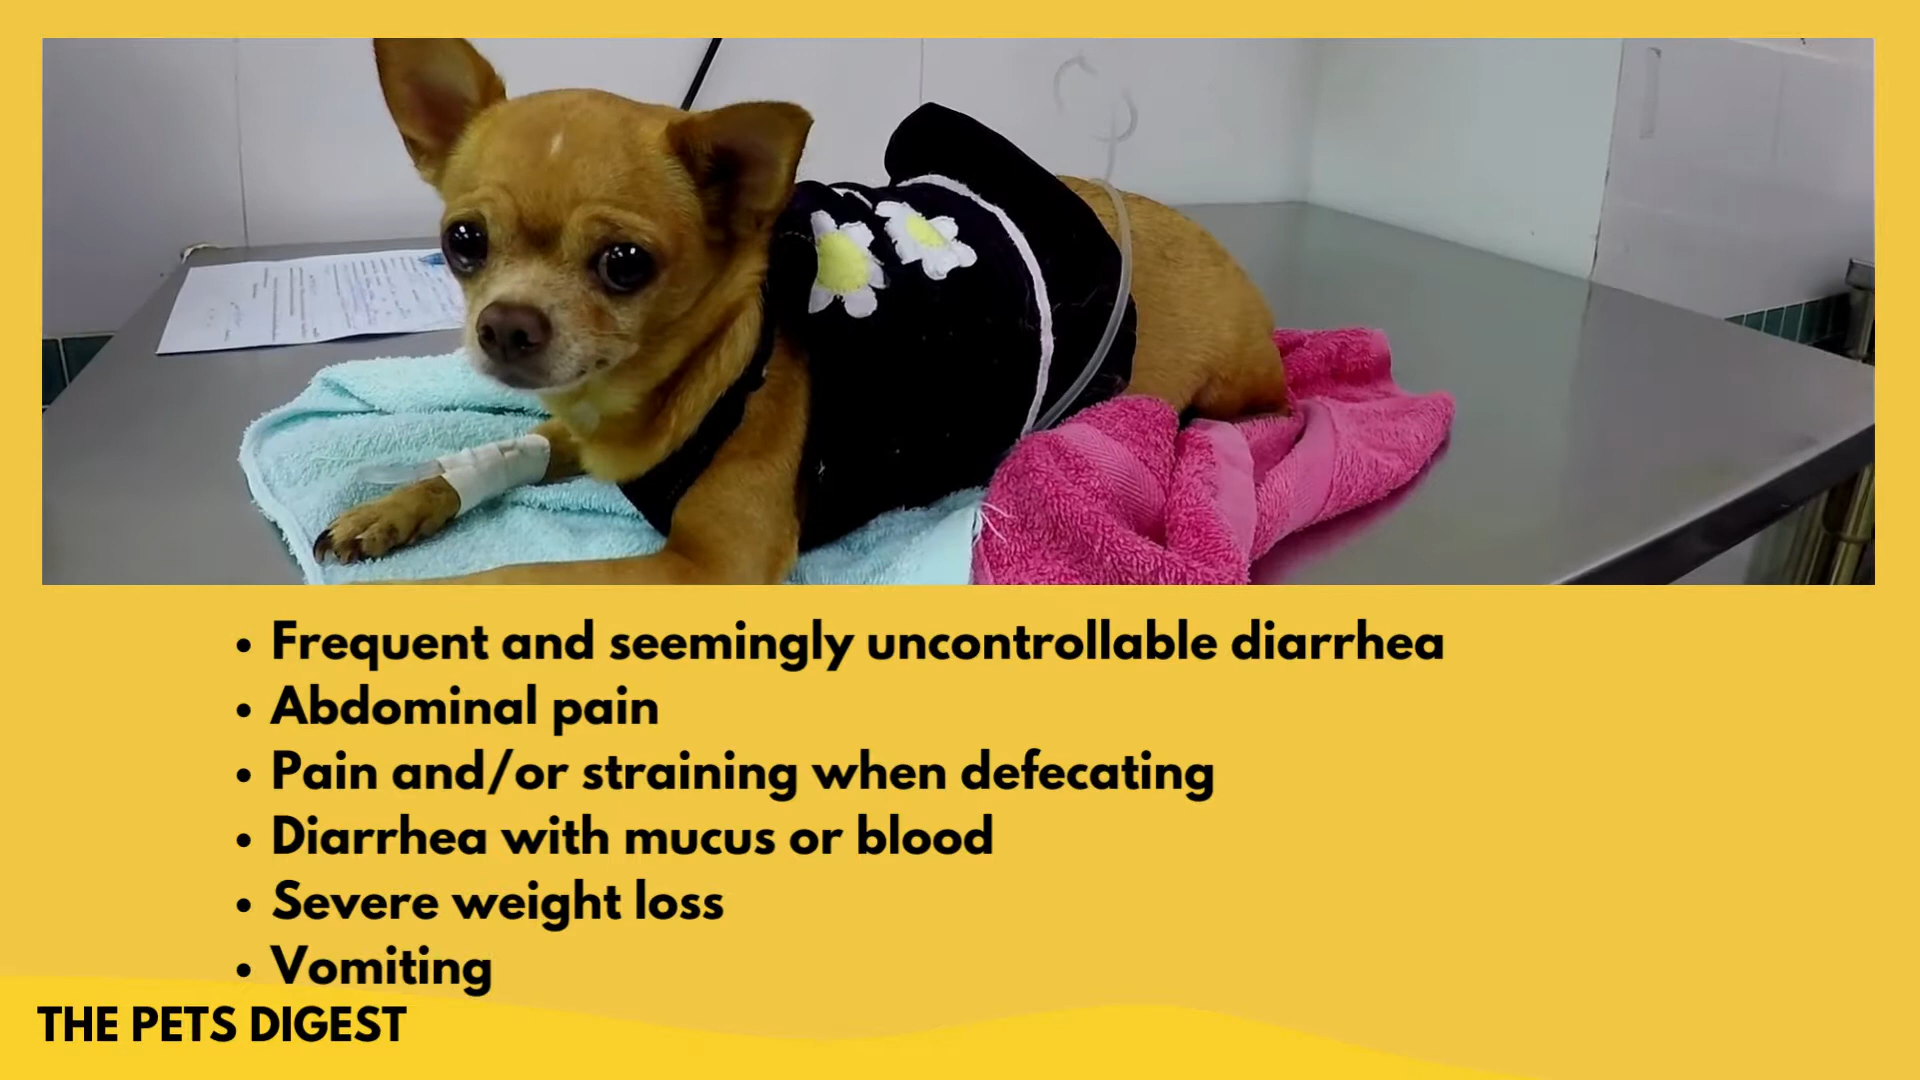 • Frequent and seemingly uncontrollable diarrhea
• Abdominal pain
• Pain and/or straining when defecating
• Diarrhea with mucus or blood
• Severe weight loss
• Vomiting
THE PETS DIGEST